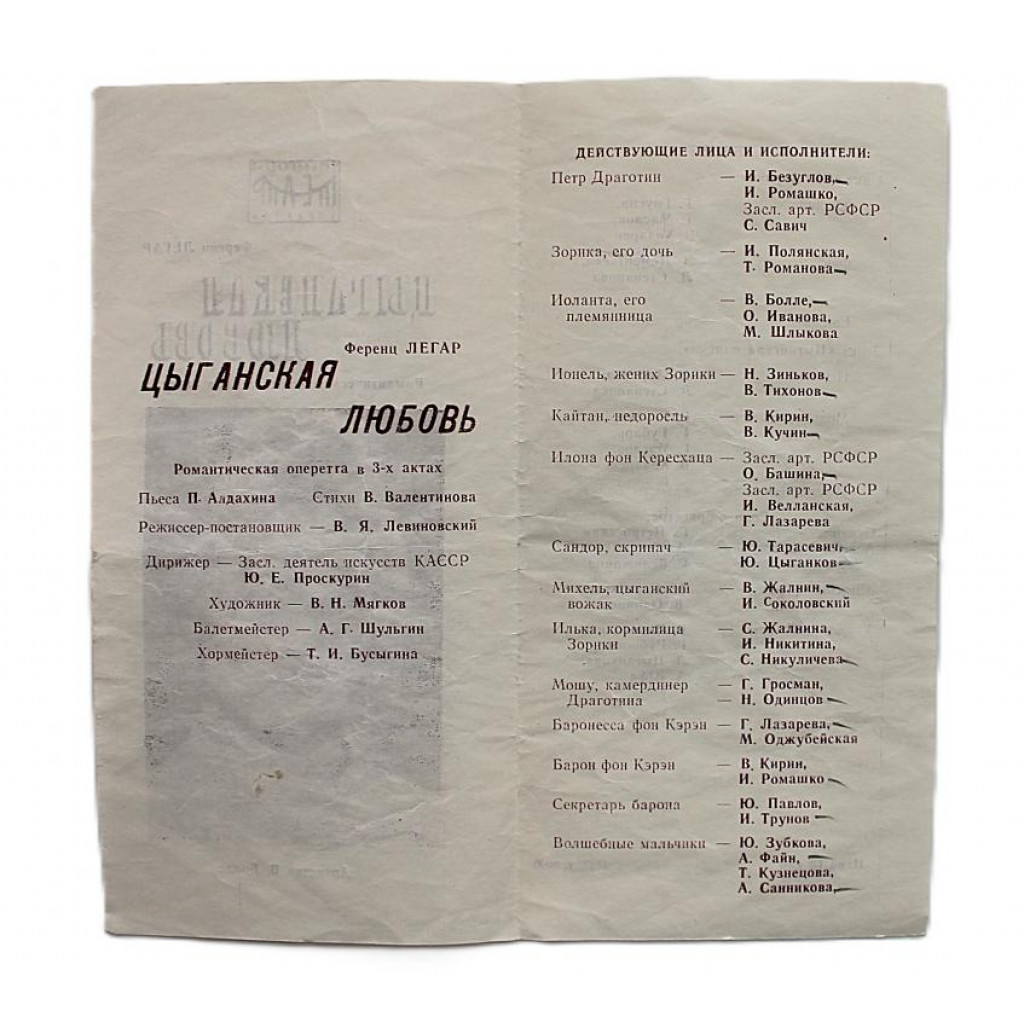 Ференц ЛЕГАР
ЦЫГАНСКАЯ
ЛЮБОВЬ
Романтическая оперетта в 3-х актах
Пьеса П. Алдахина Стихи В. Валентинова
Режиссер-постановщик — В. Я. Левиновский
Дирижер — Засл. деятель искусств КАССР
Ю. Е. Проскурин
Художник — В. Н. Мягков
Балетмейстер — А. Г. Шульгин
Хормейстер — Т. И. Бусыгина
ДЕЙСТВУЮЩИЕ ЛИЦА И ИСПОЛНИТЕЛИ:
Петр Драготин — И. Безуглов,
И. Ромашко,
Засл. арт. РСФСР
С. Савич
Зорика, его дочь — И. Полянская,
Т. Романова
Иоланта, его — В. Болле,
племянница О. Иванова,
М. Шлыкова
Ионель, жених Зорики — Н. Зиньков,
В. Тихонов
Кайтан, недоросль — В. Кирин,
В. Кучин
Илона фон Кересхаца — Засл. арт. РСФСР
О. Башина,
Засл. арт. РСФСР
И. Велланская,
Г. Лазарева
Сандор, скрипач — Ю. Тарасевич,
Ю. Цыганков
Михель, цыганский — В. Жалнин,
вожак И. Соколовский
Илька, кормилица — С. Жалнина,
Зорики И. Никитина,
С. Никуличева
Мошу, камердинер — Г. Гросман,
Драготина — Н. Одинцов
Баронесса фон Кэрэн — Г. Лазарева,
М. Оджубейская
Барон фон Кэрэн — В. Кирин,
И. Ромашко
Секретарь барона — Ю. Павлов,
И. Трунов
Волшебные мальчики — Ю. Зубкова,
А. Файн,
Т. Кузнецова,
А. Санникова